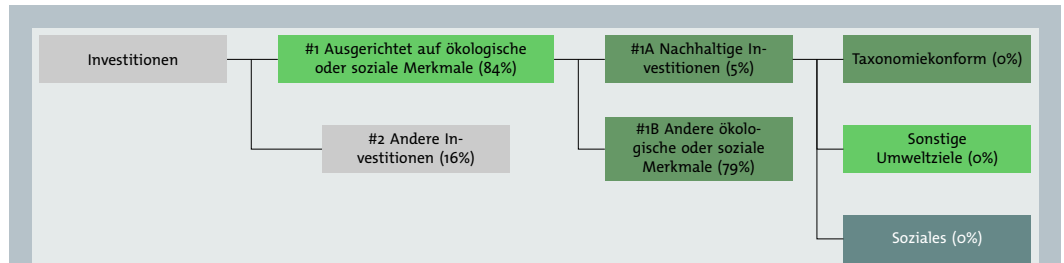 Investitionen
#1 Ausgerichtet auf ökologische
oder soziale Merkmale (84%)
#1A Nachhaltige In-
vestitionen (5%)
Taxonomiekonform (0%)
#2 Andere In-
vestitionen (16%)
#1B Andere ökolo-
gische oder soziale
Merkmale (79%)
Sonstige
Umweltziele (0%)
Soziales (0%)